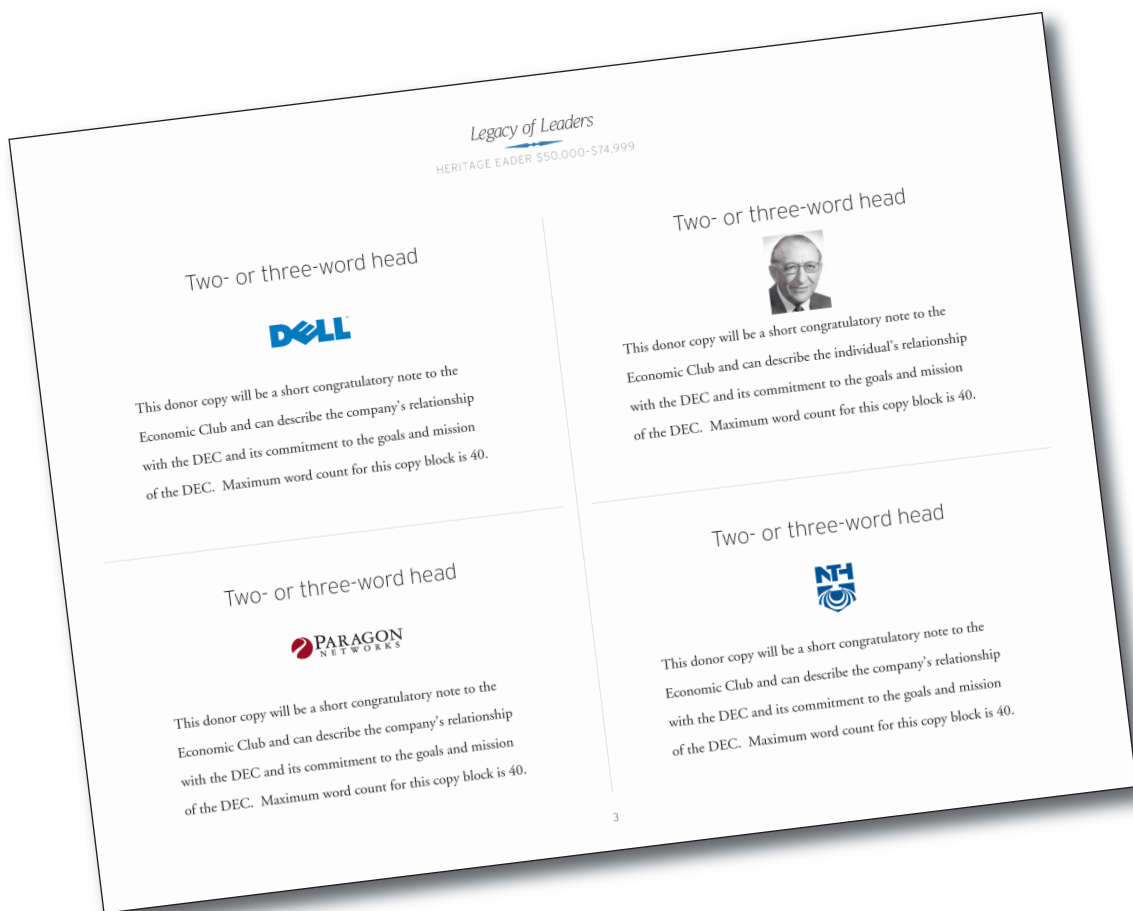 Legacy of Leaders
HERITAGE EADER $50,000-$74,999
Two- or three-word head
DELL
This donor copy will be a short congratulatory note to the
Economic Club and can describe the company’s relationship
with the DEC and its commitment to the goals and mission
of the DEC.  Maximum word count for this copy block is 40.
Two- or three-word head
This donor copy will be a short congratulatory note to the
Economic Club and can describe the individual’s relationship
with the DEC and its commitment to the goals and mission
of the DEC.  Maximum word count for this copy block is 40.
Two- or three-word head
PARAGON
NETWORKS
This donor copy will be a short congratulatory note to the
Economic Club and can describe the company’s relationship
with the DEC and its commitment to the goals and mission
of the DEC.  Maximum word count for this copy block is 40.
Two- or three-word head
NTH
This donor copy will be a short congratulatory note to the
Economic Club and can describe the company’s relationship
with the DEC and its commitment to the goals and mission
of the DEC.  Maximum word count for this copy block is 40.
3